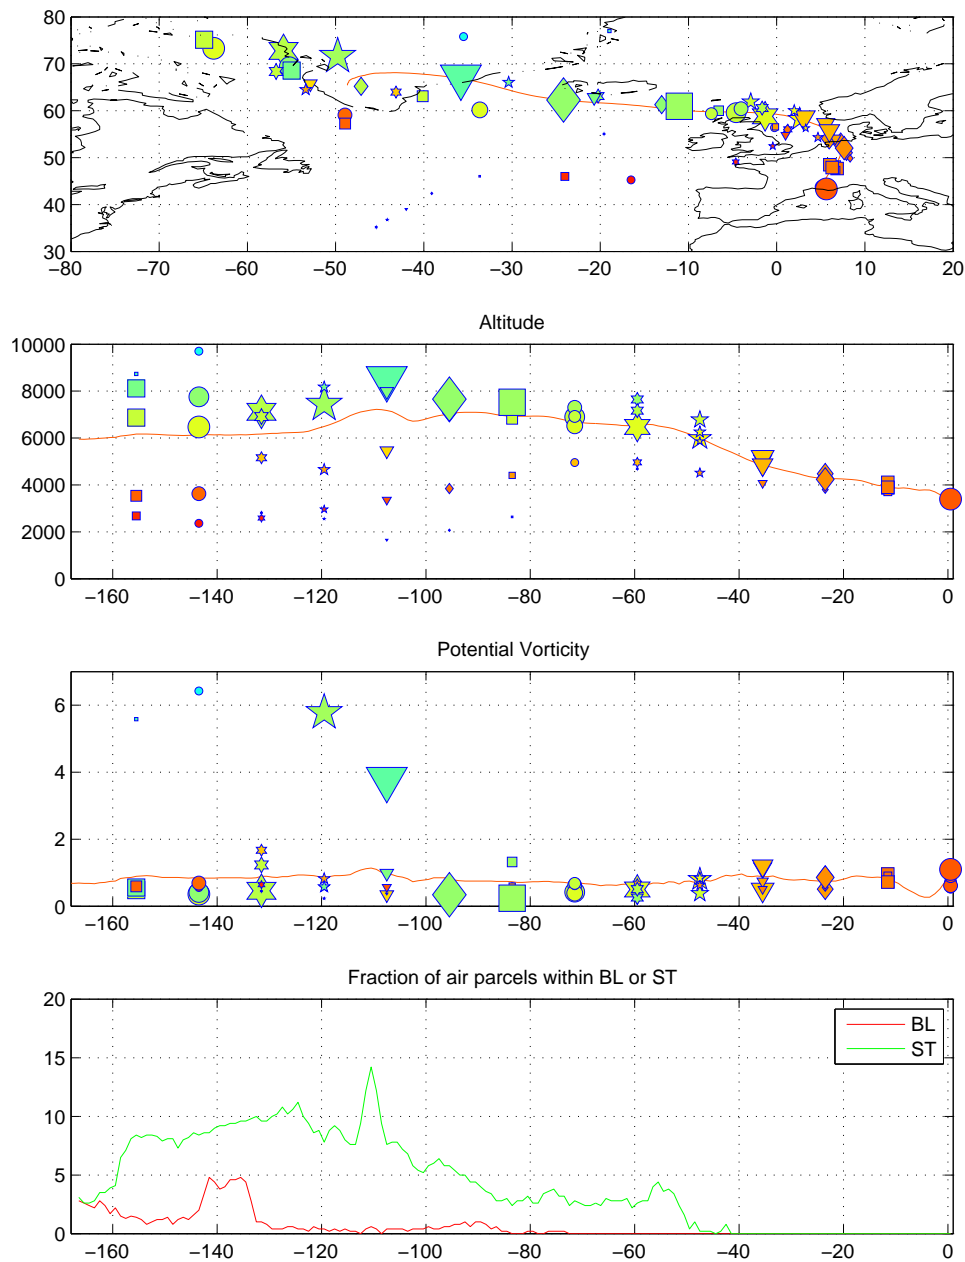 80
70
60
50
40
30
−80 −70 −60 −50 −40 −30 −20 −10 0 10 20
Altitude
10000
8000
6000
4000
2000
0
−160 −140 −120 −100 −80 −60 −40 −20 0
Potential Vorticity
6
4
2
0
−160 −140 −120 −100 −80 −60 −40 −20 0
Fraction of air parcels within BL or ST
20
BL
ST
15
10
5
0
−160 −140 −120 −100 −80 −60 −40 −20 0